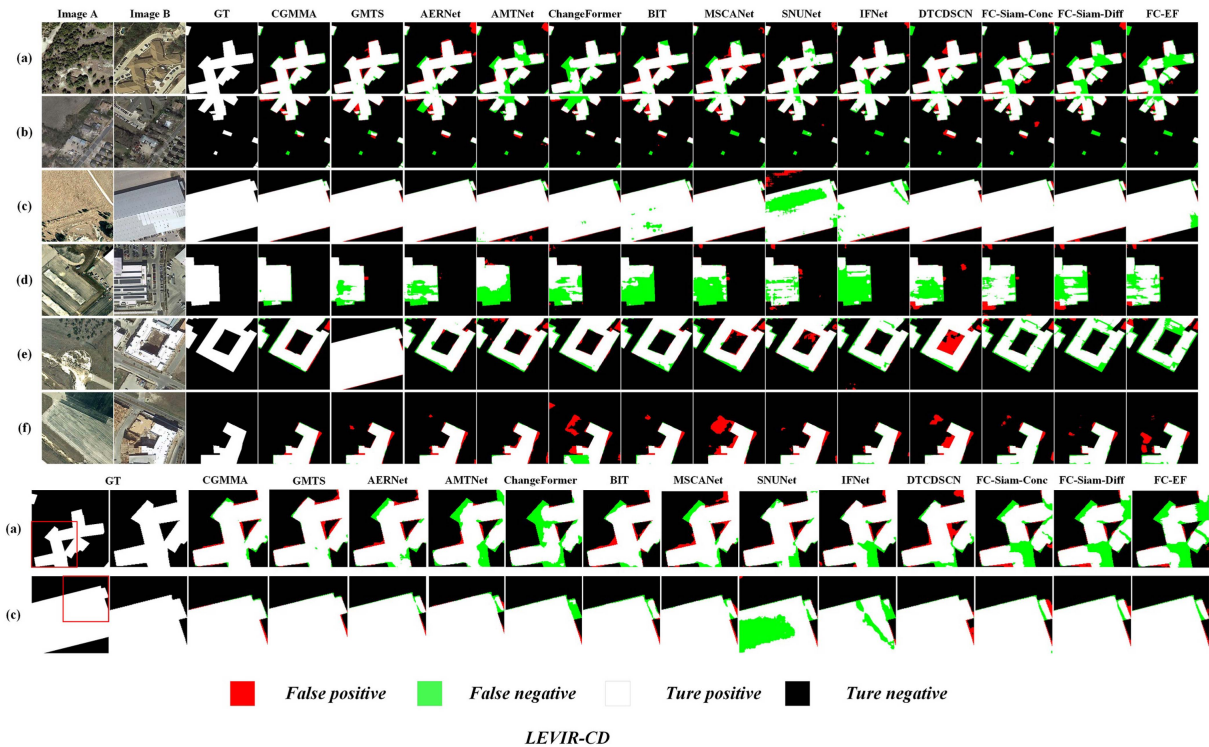 Image A Image B GT CGMMA GMTS AERNet AMTNet ChangeFormer BIT MSCANet SNUNet IFNet DTCDSCN FC-Siam-Conc FC-Siam-Diff FC-EF
(a)
(b)
(c)
(d)
(e)
(f)
GT CGMMA GMTS AERNet AMTNet ChangeFormer BIT MSCANet SNUNet IFNet DTCDSCN FC-Siam-Conc FC-Siam-Diff FC-EF
(a)
(c)
False positive False negative Ture positive Ture negative
LEVIR-CD